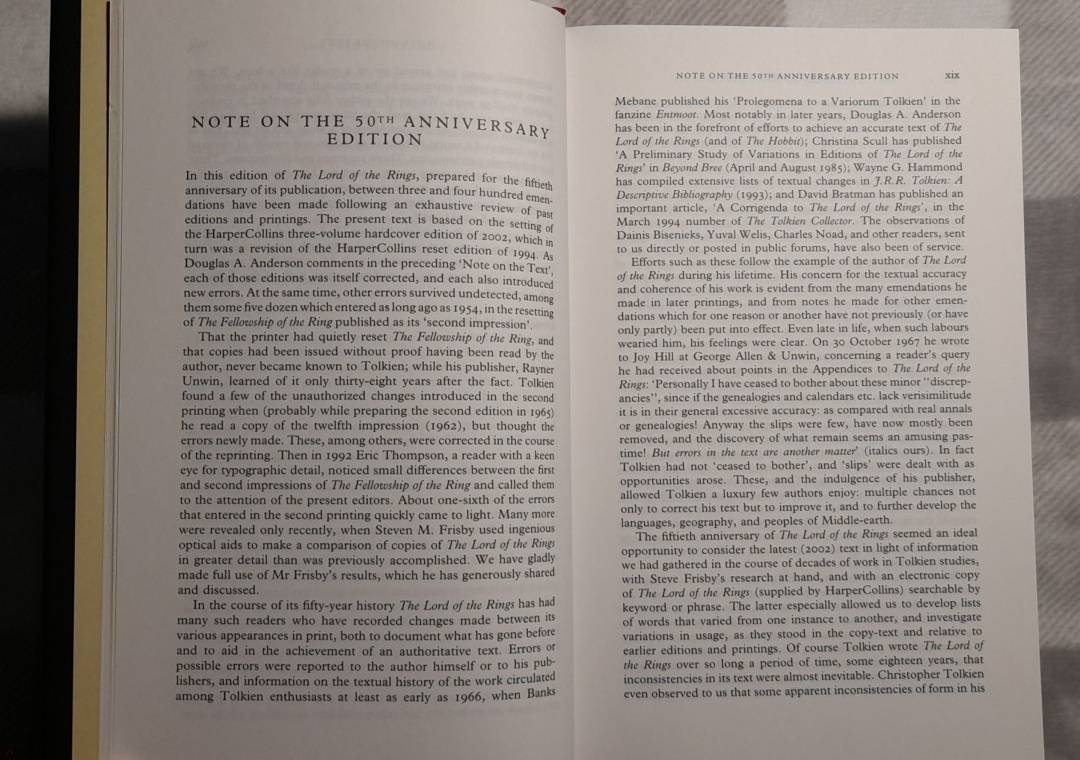 NOTE ON THE 50TH ANNIVERSARY
EDITION
In this edition of The Lord of the Rings, prepared for the fiftieth
anniversary of its publication, between three and four hundred emen-
dations have been made following an exhaustive review of past
editions and printings. The present text is based on the setting of
the HarperCollins three-volume hardcover edition of 2002, which in
turn was a revision of the HarperCollins reset edition of 1994. As
Douglas A. Anderson comments in the preceding 'Note on the Text',
each of those editions was itself corrected, and each also introduced
new errors. At the same time, other errors survived undetected, among
them some five dozen which entered as long ago as 1954, in the resetting
of The Fellowship of the Ring published as its 'second impression'.
That the printer had quietly reset The Fellowship of the Ring, and
that copies had been issued without proof having been read by the
author, never became known to Tolkien; while his publisher, Rayner
Unwin, learned of it only thirty-eight years after the fact. Tolkien
found a few of the unauthorized changes introduced in the second
printing when (probably while preparing the second edition in 1965)
he read a copy of the twelfth impression (1962), but thought the
errors newly made. These, among others, were corrected in the course
of the reprinting. Then in 1992 Eric Thompson, a reader with a keen
eye for typographic detail, noticed small differences between the first
and second impressions of The Fellowship of the Ring and called them
to the attention of the present editors. About one-sixth of the errors
that entered in the second printing quickly came to light. Many more
were revealed only recently, when Steven M. Frisby used ingenious
optical aids to make a comparison of copies of The Lord of the Rings
in greater detail than was previously accomplished. We have gladly
made full use of Mr Frisby's results, which he has generously shared
and discussed.
In the course of its fifty-year history The Lord of the Rings has had
many such readers who have recorded changes made between its
various appearances in print, both to document what has gone before
and to aid in the achievement of an authoritative text. Errors or
possible errors were reported to the author himself or to his pub-
lishers, and information on the textual history of the work circulated
among Tolkien enthusiasts at least as early as 1966, when Banks
NOTE ON THE 50TH ANNIVERSARY EDITION xix
Mebane published his 'Prolegomena to a Variorum Tolkien' in the
fanzine Entmoot. Most notably in later years, Douglas A. Anderson
has been in the forefront of efforts to achieve an accurate text of The
Lord of the Rings (and of The Hobbit); Christina Scull has published
'A Preliminary Study of Variations in Editions of The Lord of the
Rings' in Beyond Bree (April and August 1985); Wayne G. Hammond
has compiled extensive lists of textual changes in J.R.R. Tolkien: A
Descriptive Bibliography (1993); and David Bratman has published an
important article, 'A Corrigenda to The Lord of the Rings', in the
March 1994 number of The Tolkien Collector. The observations of
Dainis Bisenieks, Yuval Welis, Charles Noad, and other readers, sent
to us directly or posted in public forums, have also been of service.
Efforts such as these follow the example of the author of The Lord
of the Rings during his lifetime. His concern for the textual accuracy
and coherence of his work is evident from the many emendations he
made in later printings, and from notes he made for other emen-
dations which for one reason or another have not previously (or have
only partly) been put into effect. Even late in life, when such labours
wearied him, his feelings were clear. On 30 October 1967 he wrote
to Joy Hill at George Allen & Unwin, concerning a reader's query
he had received about points in the Appendices to The Lord of the
Rings: 'Personally I have ceased to bother about these minor "discrep-
ancies", since if the genealogies and calendars etc. lack verisimilitude
it is in their general excessive accuracy: as compared with real annals
or genealogies! Anyway the slips were few, have now mostly been
removed, and the discovery of what remain seems an amusing pas-
time! But errors in the text are another matter' (italics ours). In fact
Tolkien had not 'ceased to bother', and 'slips' were dealt with as
opportunities arose. These, and the indulgence of his publisher,
allowed Tolkien a luxury few authors enjoy: multiple chances not
only to correct his text but to improve it, and to further develop the
languages, geography, and peoples of Middle-earth.
The fiftieth anniversary of The Lord of the Rings seemed an ideal
opportunity to consider the latest (2002) text in light of information
we had gathered in the course of decades of work in Tolkien studies,
with Steve Frisby's research at hand, and with an electronic copy
of The Lord of the Rings (supplied by HarperCollins) searchable by
keyword or phrase. The latter especially allowed us to develop lists
of words that varied from one instance to another, and investigate
variations in usage, as they stood in the copy-text and relative to
earlier editions and printings. Of course Tolkien wrote The Lord of
the Rings over so long a period of time, some eighteen years, that
inconsistencies in its text were almost inevitable. Christopher Tolkien
even observed to us that some apparent inconsistencies of form in his